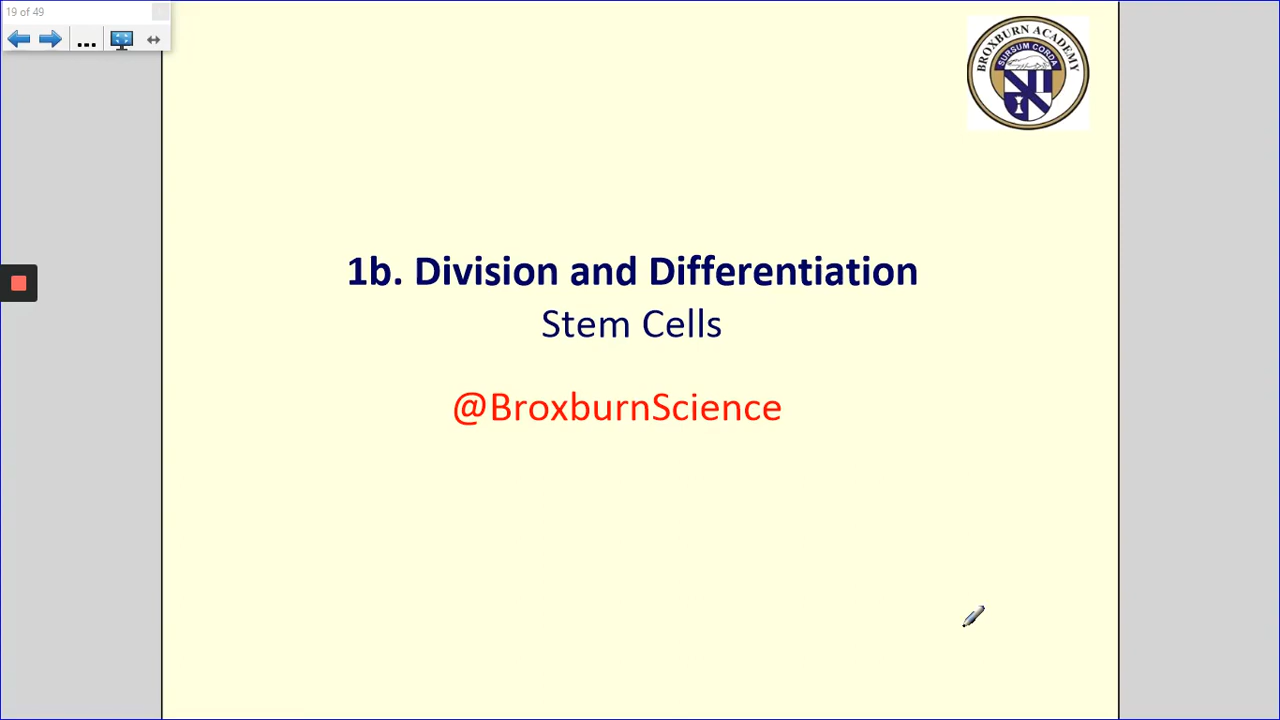 19 of 49
...
BROXBURN ACADEMY
SURSUM CORDA
1b. Division and Differentiation
Stem Cells
@BroxburnScience